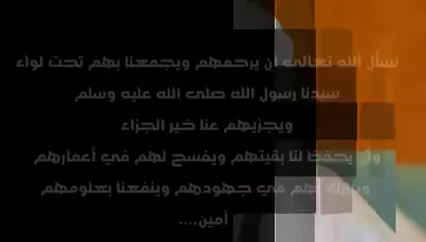 نسأل الله تعالى أن يرحمهم ويجمعنا بهم تحت لواء
سيدنا رسول الله صلى الله عليه وسلم
ويجزيهم عنا خير الجزاء
وأن يحفظ لنا بقيتهم ويفسح لهم في أعمارهم
ويبارك لهم في جهودهم وينفعنا بعلومهم
أمين....